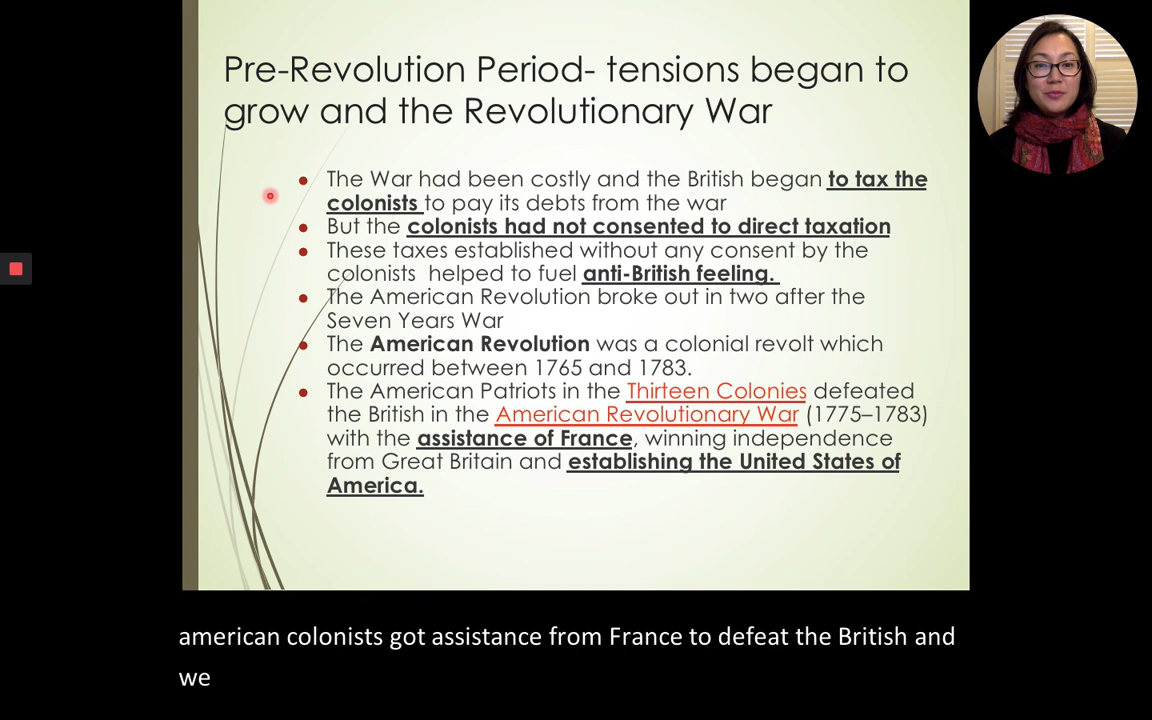 Pre-Revolution Period- tensions began to
grow and the Revolutionary War
The War had been costly and the British began to tax the
colonists to pay its debts from the war
But the colonists had not consented to direct taxation
These taxes established without any consent by the
colonists helped to fuel anti-British feeling.
The American Revolution broke out in two after the
Seven Years War
The American Revolution was a colonial revolt which
occurred between 1765 and 1783.
The American Patriots in the Thirteen Colonies defeated
the British in the American Revolutionary War (1775–1783)
with the assistance of France, winning independence
from Great Britain and establishing the United States of
America.
american colonists got assistance from France to defeat the British and
we